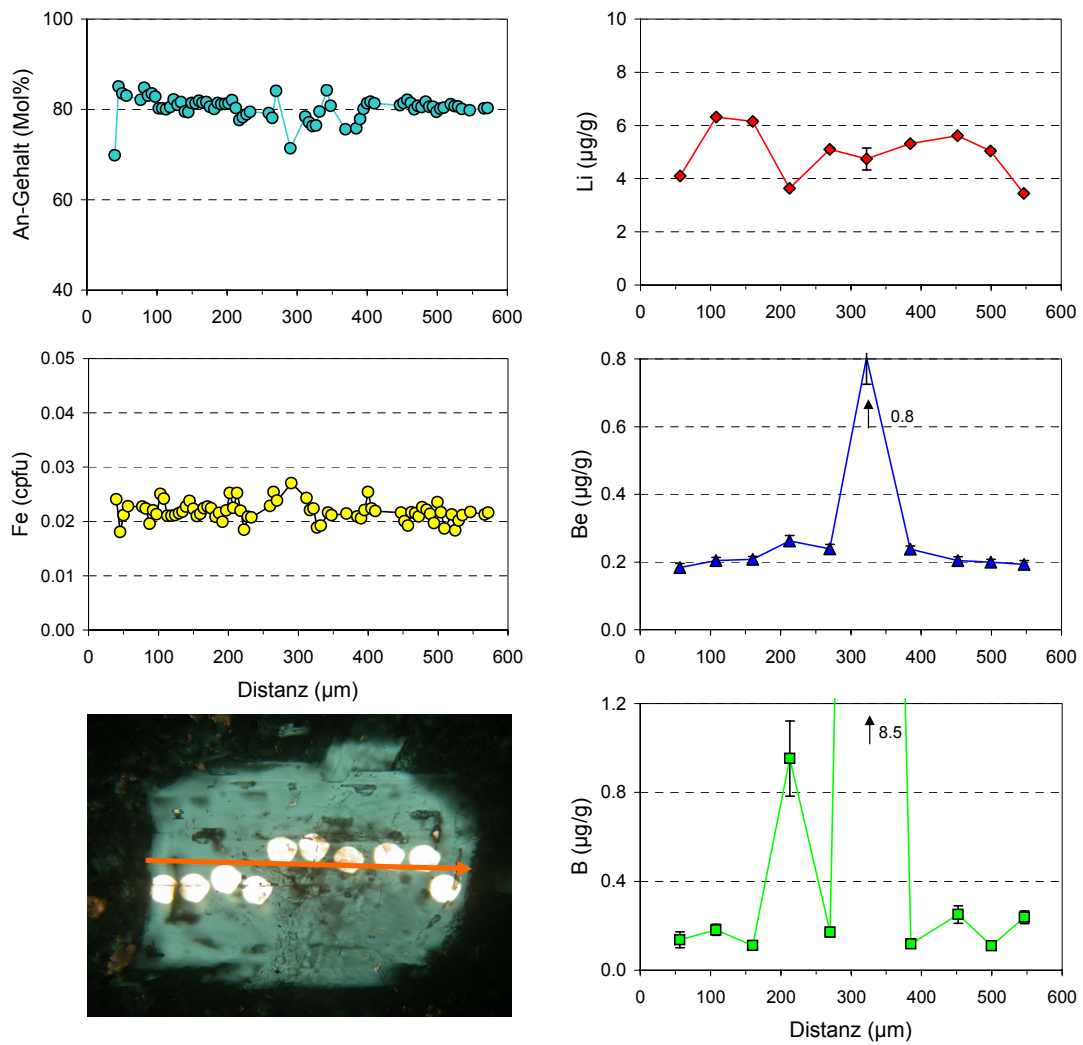 An-Gehalt (Mol%)
100
80
60
40
0 100 200 300 400 500 600
Li (µg/g)
10
8
6
4
2
0
0 100 200 300 400 500 600
Fe (cpfu)
0.05
0.04
0.03
0.02
0.01
0.00
0 100 200 300 400 500 600
Distanz (µm)
Be (µg/g)
0.8
0.6
0.4
0.2
0.0
0.8
0 100 200 300 400 500 600
B (µg/g)
1.2
0.8
0.4
0.0
8.5
0 100 200 300 400 500 600
Distanz (µm)